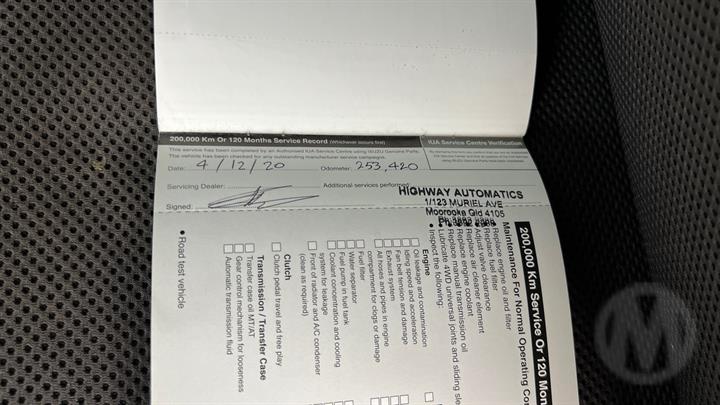 200,000 Km Or 120 Months Service Record (Whichever occurs first)
This service has been completed by an Authorised IUA Service Centre using ISUZU Genuine Parts.
The vehicle has been checked for any outstanding manufacturer service campaigns.
Date: 4/12/20 Odometer: 253,420
Servicing Dealer: Additional services performed:
Signed:
IUA Service Centre Verification
HIGHWAY AUTOMATICS
1/123 MURIEL AVE
Moorooka Qld 4105
200,000 Km Service Or 120 Mon
Maintenance For Normal Operating Co
• Replace engine oil and filter
• Replace fuel filter
• Adjust valve clearance
• Replace air cleaner element
• Replace engine coolant
• Replace manual transmission oil
• Lubricate 4WD universal joints and sliding sle
• Inspect the following:
Engine
Oil leakage and contamination
Idling speed and acceleration
Fan belt tension and damage
Exhaust system
All hoses and pipes in engine
compartment for clogs or damage
Fuel filter
Water separator
Fuel pump in fuel tank
Coolant concentration and cooling
system for leakage
Front of radiator and A/C condenser
(clean as required)
Clutch
Clutch pedal travel and free play
Transmission / Transfer Case
Transfer case oil MT/AT
Gear control mechanism for looseness
Automatic transmission fluid
• Road test vehicle